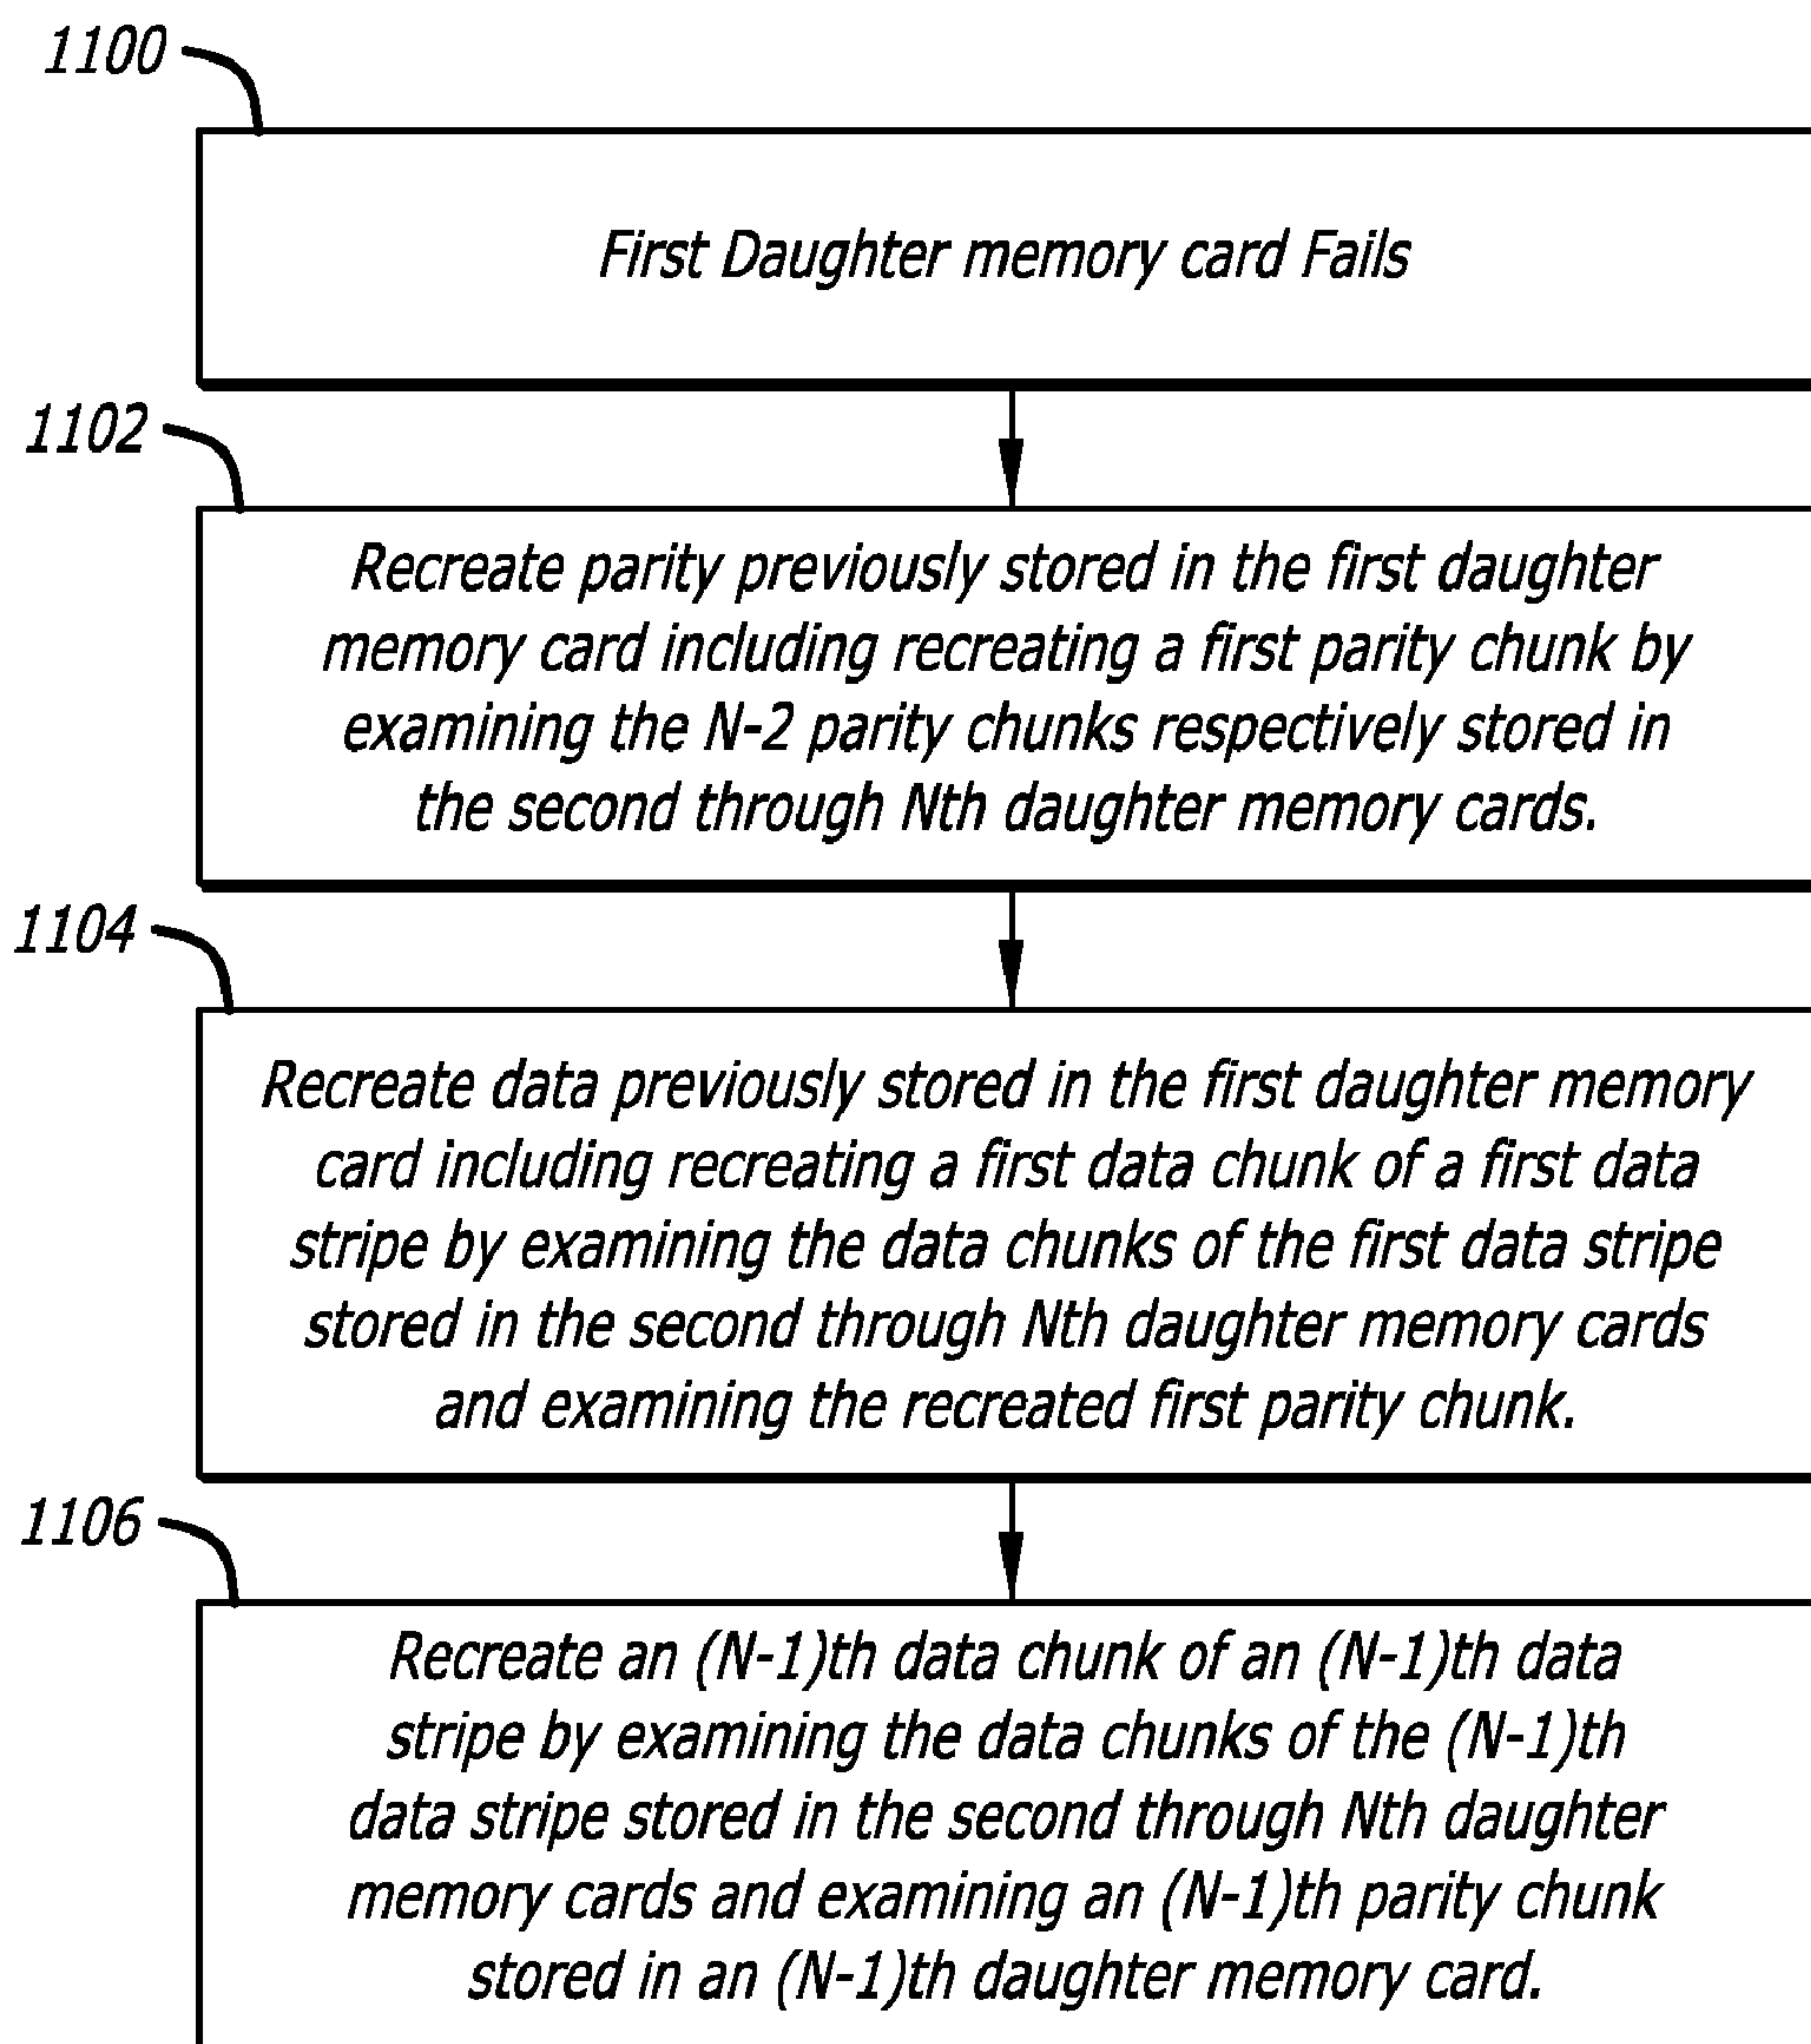 1100
First Daughter memory card Fails
1102
Recreate parity previously stored in the first daughter
memory card including recreating a first parity chunk by
examining the N-2 parity chunks respectively stored in
the second through Nth daughter memory cards.
1104
Recreate data previously stored in the first daughter memory
card including recreating a first data chunk of a first data
stripe by examining the data chunks of the first data stripe
stored in the second through Nth daughter memory cards
and examining the recreated first parity chunk.
1106
Recreate an (N-1)th data chunk of an (N-1)th data
stripe by examining the data chunks of the (N-1)th
data stripe stored in the second through Nth daughter
memory cards and examining an (N-1)th parity chunk
stored in an (N-1)th daughter memory card.